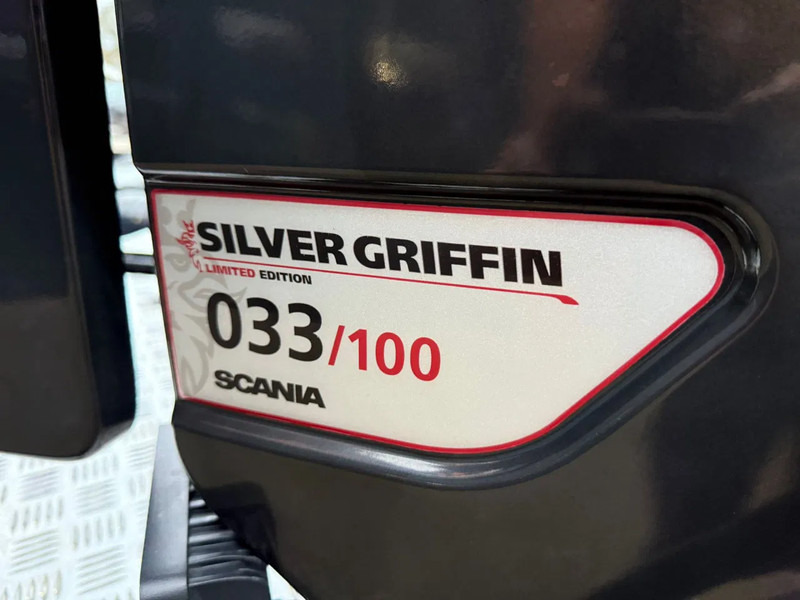 SILVER GRIFFIN
LIMITED EDITION
033/100
SCANIA